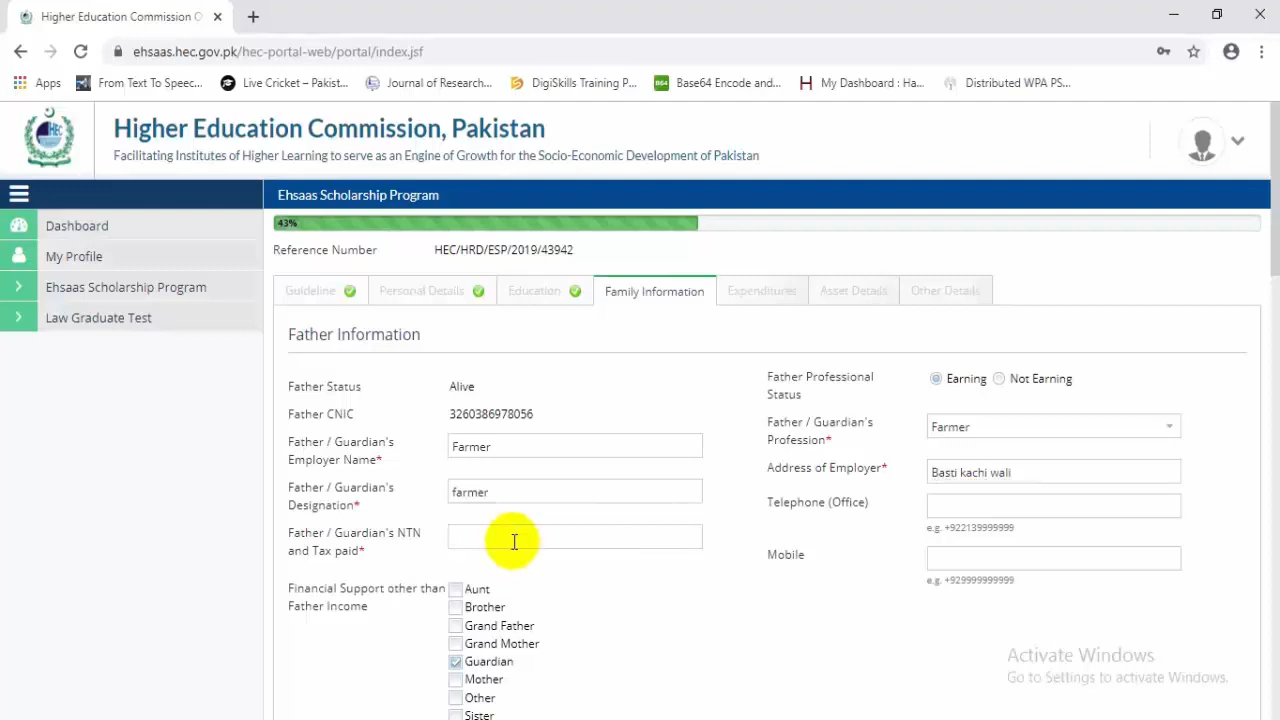 Higher Education Commission O
ehsaas.hec.gov.pk/hec-portal-web/portal/index.jsf
Apps
From Text To Speec...
Live Cricket – Pakist...
Journal of Research...
DigiSkills Training P...
Base64 Encode and...
My Dashboard : Ha...
Distributed WPA PS...
Higher Education Commission, Pakistan
Facilitating Institutes of Higher Learning to serve as an Engine of Growth for the Socio-Economic Development of Pakistan
Dashboard
My Profile
Ehsaas Scholarship Program
Law Graduate Test
Ehsaas Scholarship Program
43%
Reference Number HEC/HRD/ESP/2019/43942
Guideline
Personal Details
Education
Family Information
Expenditures
Asset Details
Other Details
Father Information
Father Status Alive
Father CNIC 3260386978056
Father / Guardian's
Employer Name*
Farmer
Father / Guardian's
Designation*
farmer
Father / Guardian's NTN
and Tax paid*
Financial Support other than
Father Income
Aunt
Brother
Grand Father
Grand Mother
Guardian
Mother
Other
Sister
Father Professional
Status
Earning
Not Earning
Father / Guardian's
Profession*
Farmer
Address of Employer*
Basti kachi wali
Telephone (Office)
e.g. +922139999999
Mobile
e.g. +929999999999
Activate Windows
Go to Settings to activate Windows.